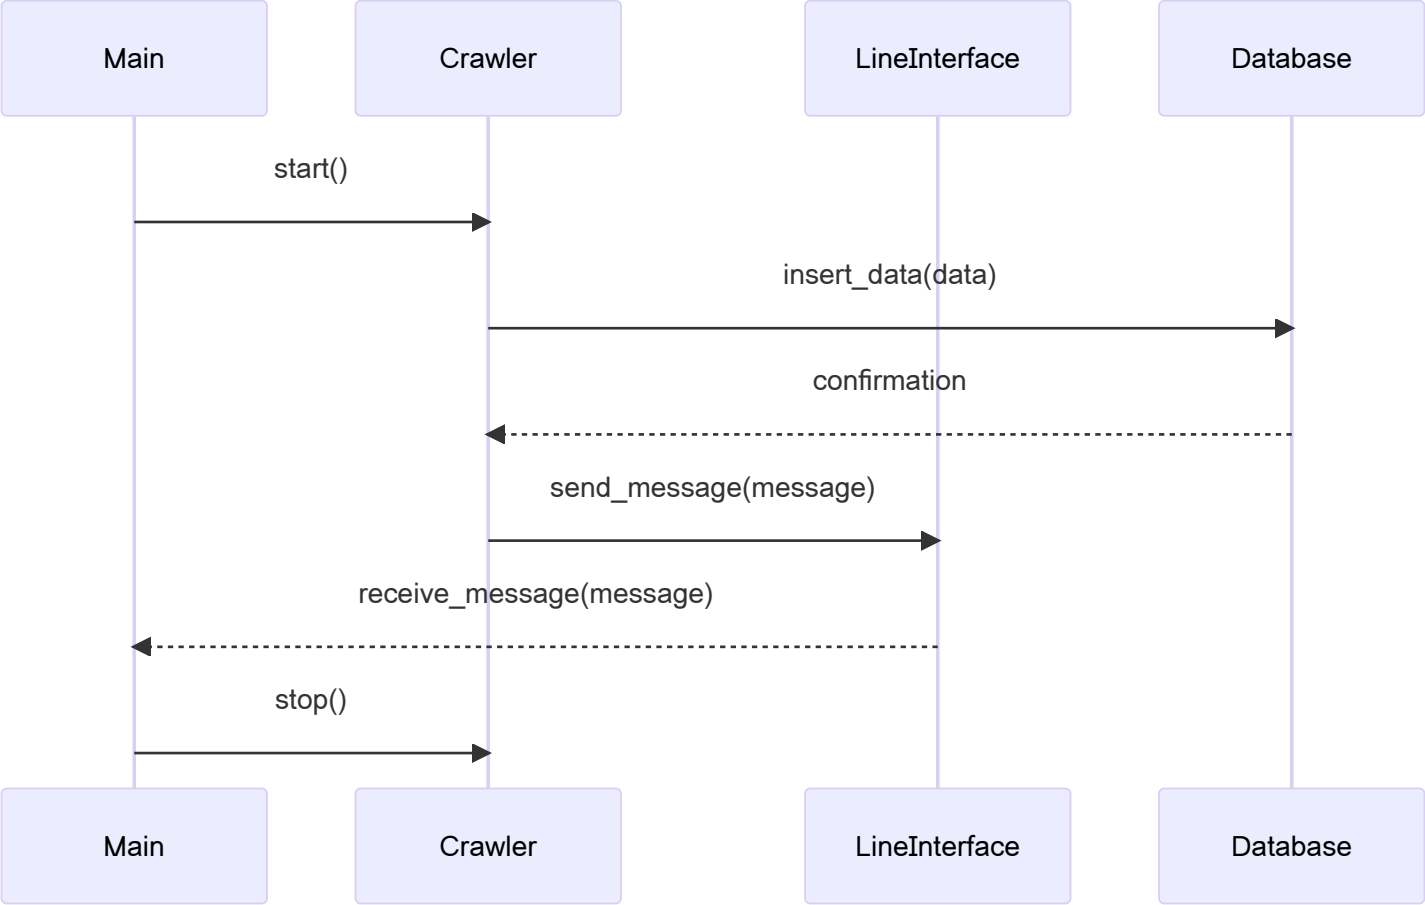 Main
Crawler
LineInterface
Database
start()
insert_data(data)
confirmation
send_message(message)
receive_message(message)
stop()
Main
Crawler
LineInterface
Database